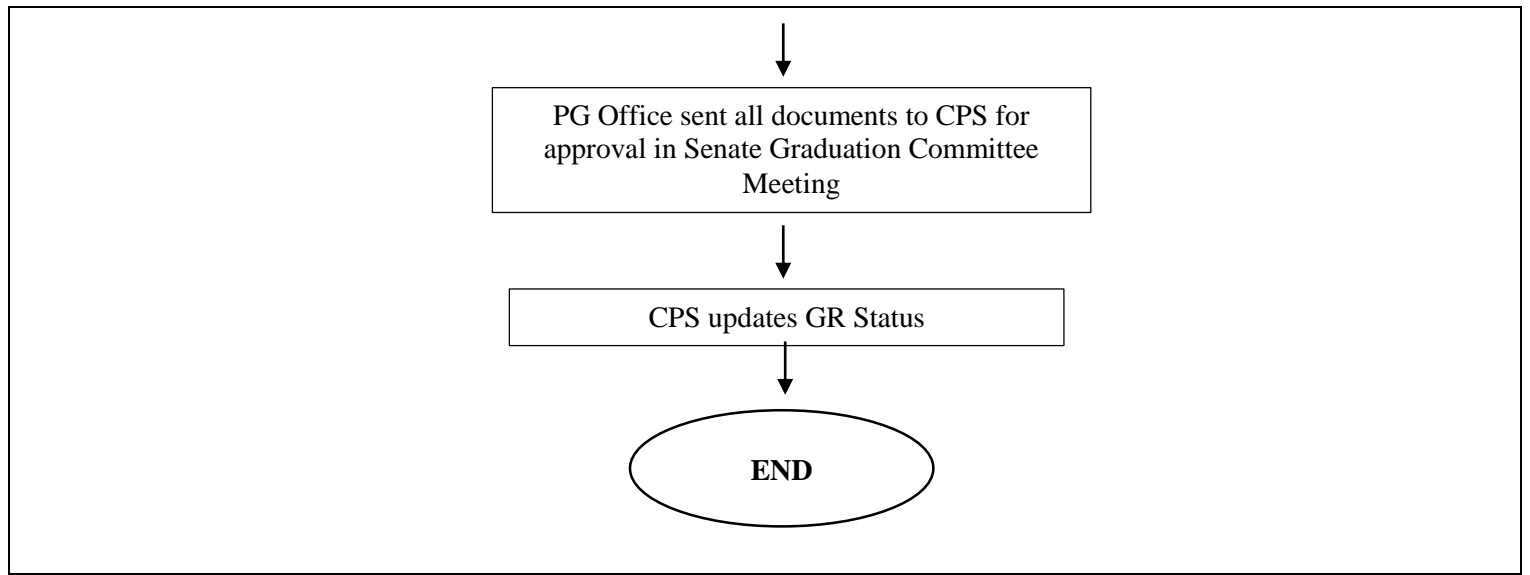 PG Office sent all documents to CPS for
approval in Senate Graduation Committee
Meeting
CPS updates GR Status
END